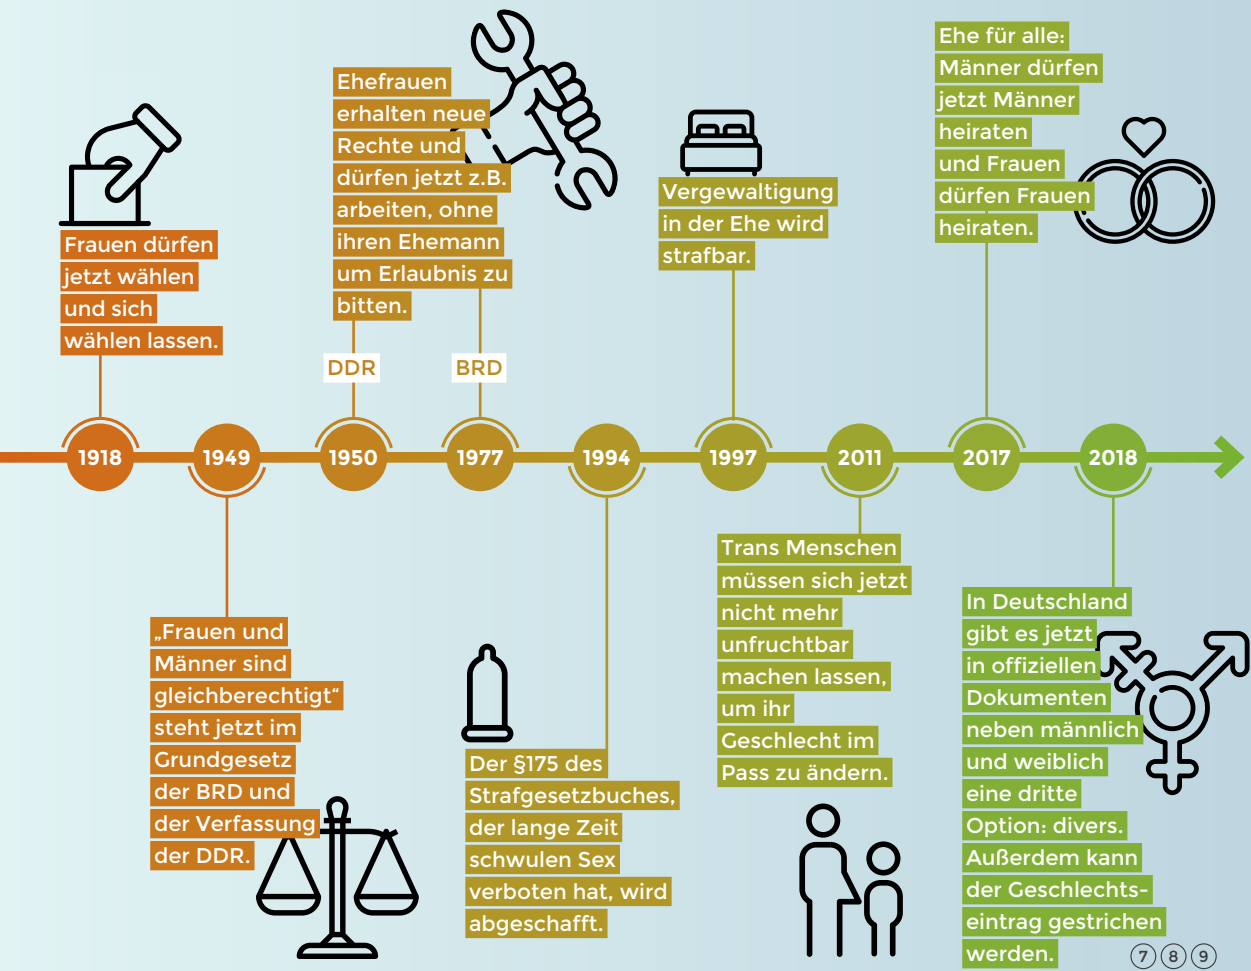 Frauen dürfen
jetzt wählen
und sich
wählen lassen.
1918
„Frauen und
Männer sind
gleichberechtigt“
steht jetzt im
Grundgesetz
der BRD und
der Verfassung
der DDR.
1949
Ehefrauen
erhalten neue
Rechte und
dürfen jetzt z.B.
arbeiten, ohne
ihren Ehemann
um Erlaubnis zu
bitten.
DDR
BRD
1950
1977
Der §175 des
Strafgesetzbuches,
der lange Zeit
schwulen Sex
verboten hat, wird
abgeschafft.
1994
Vergewaltigung
in der Ehe wird
strafbar.
1997
Trans Menschen
müssen sich jetzt
nicht mehr
unfruchtbar
machen lassen,
um ihr
Geschlecht im
Pass zu ändern.
2011
Ehe für alle:
Männer dürfen
jetzt Männer
heiraten
und Frauen
dürfen Frauen
heiraten.
2017
In Deutschland
gibt es jetzt
in offiziellen
Dokumenten
neben männlich
und weiblich
eine dritte
Option: divers.
Außerdem kann
der Geschlechts-
eintrag gestrichen
werden.
2018
7 8 9